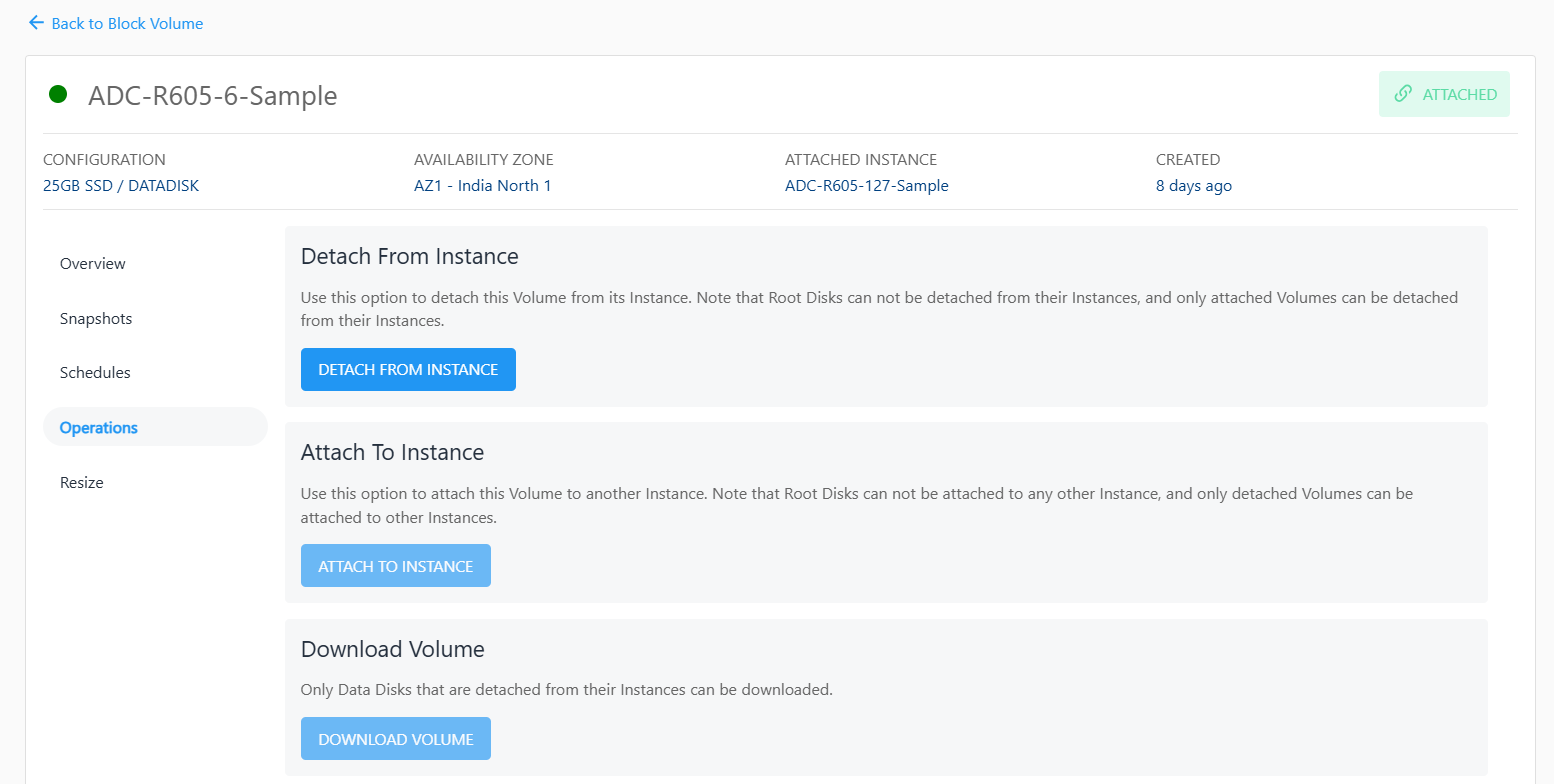 Back to Block Volume
ADC-R605-6-Sample
ATTACHED
CONFIGURATION
25GB SSD / DATADISK
AVAILABILITY ZONE
AZ1 - India North 1
ATTACHED INSTANCE
ADC-R605-127-Sample
CREATED
8 days ago
Overview
Snapshots
Schedules
Operations
Resize
Detach From Instance
Use this option to detach this Volume from its Instance. Note that Root Disks can not be detached from their Instances, and only attached Volumes can be detached
from their Instances.
DETACH FROM INSTANCE
Attach To Instance
Use this option to attach this Volume to another Instance. Note that Root Disks can not be attached to any other Instance, and only detached Volumes can be
attached to other Instances.
ATTACH TO INSTANCE
Download Volume
Only Data Disks that are detached from their Instances can be downloaded.
DOWNLOAD VOLUME